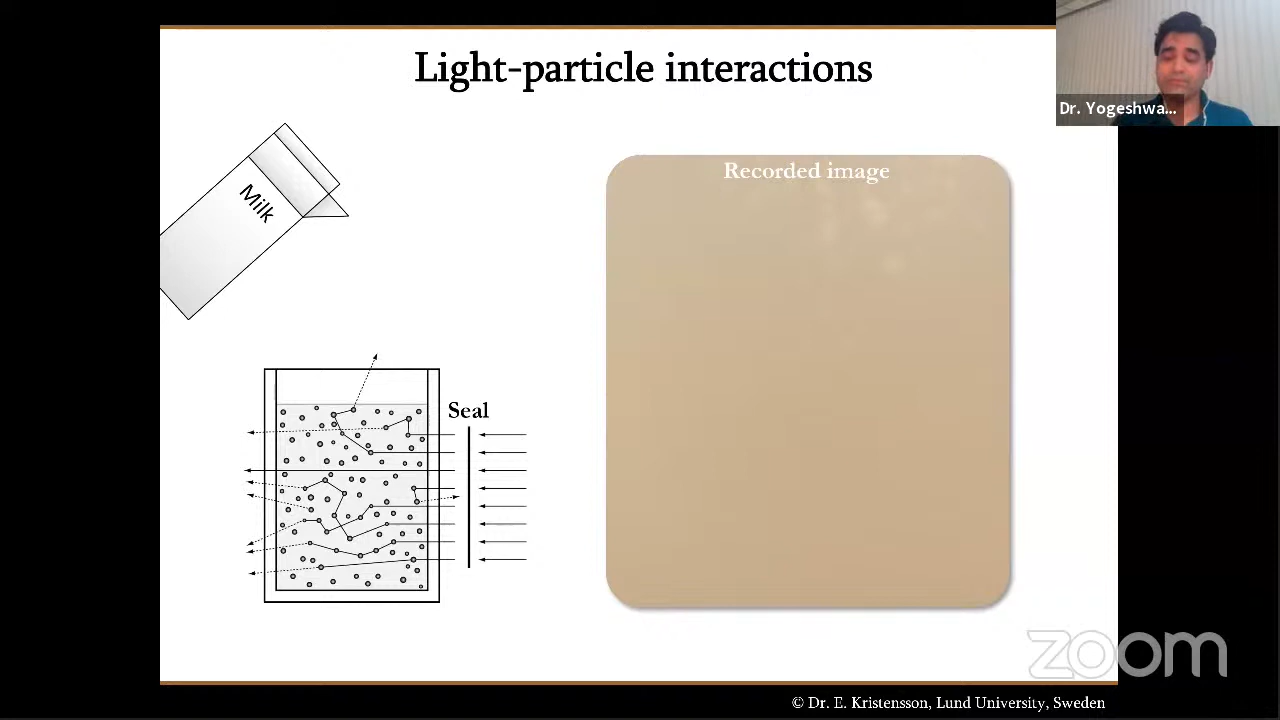 Light-particle interactions
Dr. Yogeshwa...
Recorded image
Milk
Seal
zoom
© Dr. E. Kristensson, Lund University, Sweden